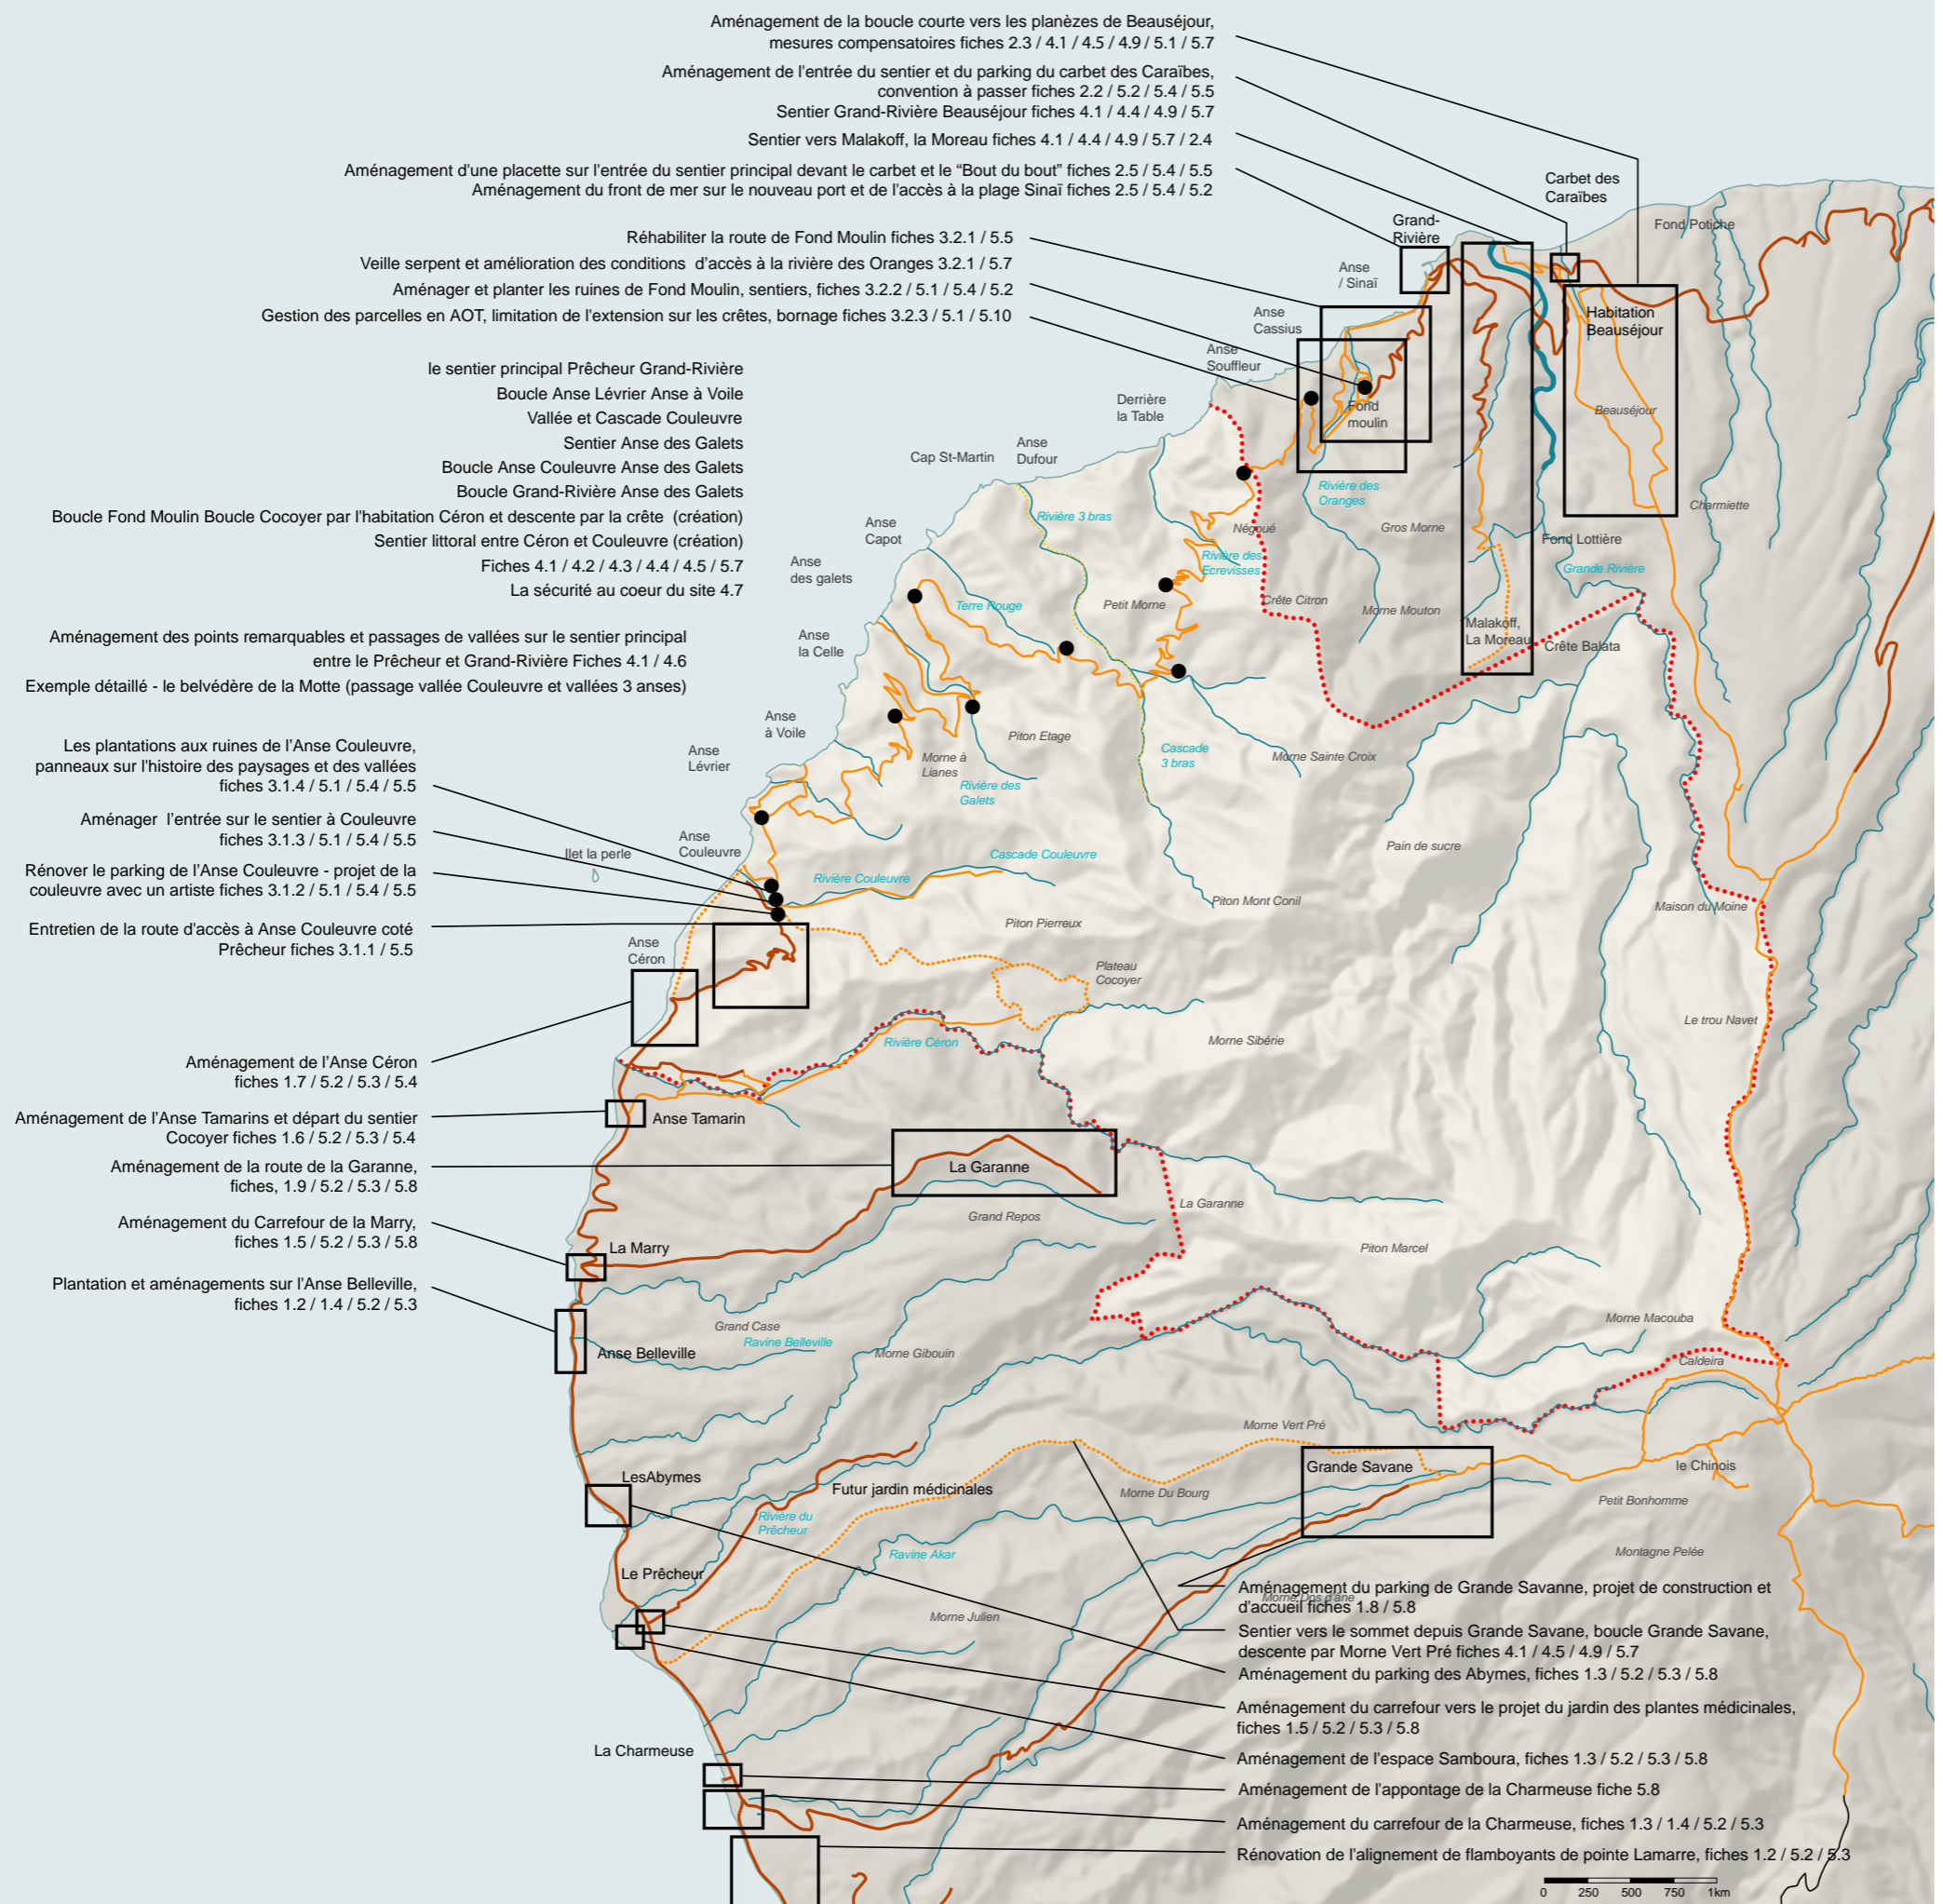 Aménagement de la boucle courte vers les planèzes de Beauséjour,
mesures compensatoires fiches 2.3 / 4.1 / 4.5 / 4.9 / 5.1 / 5.7
Aménagement de l'entrée du sentier et du parking du carbet des Caraïbes,
convention à passer fiches 2.2 / 5.2 / 5.4 / 5.5
Sentier Grand-Rivière Beauséjour fiches 4.1 / 4.4 / 4.9 / 5.7
Sentier vers Malakoff, la Moreau fiches 4.1 / 4.4 / 4.9 / 5.7 / 2.4
Aménagement d'une placette sur l'entrée du sentier principal devant le carbet et le “Bout du bout” fiches 2.5 / 5.4 / 5.5
Aménagement du front de mer sur le nouveau port et de l'accès à la plage Sinaï fiches 2.5 / 5.4 / 5.2
Réhabiliter la route de Fond Moulin fiches 3.2.1 / 5.5
Veille serpent et amélioration des conditions d'accès à la rivière des Oranges 3.2.1 / 5.7
Aménager et planter les ruines de Fond Moulin, sentiers, fiches 3.2.2 / 5.1 / 5.4 / 5.2
Gestion des parcelles en AOT, limitation de l'extension sur les crêtes, bornage fiches 3.2.3 / 5.1 / 5.10
le sentier principal Prêcheur Grand-Rivière
Boucle Anse Lévrier Anse à Voile
Vallée et Cascade Couleuvre
Sentier Anse des Galets
Boucle Anse Couleuvre Anse des Galets
Boucle Grand-Rivière Anse des Galets
Boucle Fond Moulin Boucle Cocoyer par l'habitation Céron et descente par la crête (création)
Sentier littoral entre Céron et Couleuvre (création)
Fiches 4.1 / 4.2 / 4.3 / 4.4 / 4.5 / 5.7
La sécurité au coeur du site 4.7
Aménagement des points remarquables et passages de vallées sur le sentier principal
entre le Prêcheur et Grand-Rivière Fiches 4.1 / 4.6
Exemple détaillé - le belvédère de la Motte (passage vallée Couleuvre et vallées 3 anses)
Les plantations aux ruines de l'Anse Couleuvre,
panneaux sur l'histoire des paysages et des vallées
fiches 3.1.4 / 5.1 / 5.4 / 5.5
Aménager l'entrée sur le sentier à Couleuvre
fiches 3.1.3 / 5.1 / 5.4 / 5.5
Rénover le parking de l'Anse Couleuvre - projet de la
couleuvre avec un artiste fiches 3.1.2 / 5.1 / 5.4 / 5.5
Entretien de la route d'accès à Anse Couleuvre coté
Prêcheur fiches 3.1.1 / 5.5
Aménagement de l'Anse Céron
fiches 1.7 / 5.2 / 5.3 / 5.4
Aménagement de l'Anse Tamarins et départ du sentier
Cocoyer fiches 1.6 / 5.2 / 5.3 / 5.4
Aménagement de la route de la Garanne,
fiches, 1.9 / 5.2 / 5.3 / 5.8
Aménagement du Carrefour de la Marry,
fiches 1.5 / 5.2 / 5.3 / 5.8
Plantation et aménagements sur l'Anse Belleville,
fiches 1.2 / 1.4 / 5.2 / 5.3
Carbet des
Caraïbes
Fond Potiche
Grand-
Rivière
Anse
/ Sinaï
Anse
Cassius
Anse
Souffleur
Derrière
la Table
Anse
Dufour
Cap St-Martin
Anse
Capot
Anse
des galets
Anse
la Celle
Anse
à Voile
Anse
Lévrier
Anse
Couleuvre
Ilet la perle
Anse
Céron
Habitation
Beauséjour
Beauséjour
Fond
moulin
Rivière des
Oranges
Rivière 3 bras
Négoué
Gros Morne
Charmiette
Fond Lottière
Grande Rivière
Rivière des
Ecrevisses
Terre Rouge
Petit Morne
Crête Citron
Morne Mouton
Malakoff,
La Moreau
Crête Balata
Piton Etage
Morne à
Lianes
Rivière des
Galets
Cascade
3 bras
Morne Sainte Croix
Pain de sucre
Cascade Couleuvre
Rivière Couleuvre
Piton Mont Conil
Maison du Moine
Piton Pierreux
Plateau
Cocoyer
Le trou Navet
Rivière Céron
Morne Sibérie
Anse Tamarin
La Garanne
La Garanne
Grand Repos
Piton Marcel
La Marry
Grand Case
Ravine Belleville
Morne Macouba
Anse Belleville
Morne Gibouin
Caldeira
Morne Vert Pré
LesAbymes
Grande Savane
le Chinois
Futur jardin médicinales
Morne Du Bourg
Petit Bonhomme
Rivière du
Prêcheur
Ravine Akar
Montagne Pelée
Le Prêcheur
Morne Julien
Morne Dos d'âne
La Charmeuse
Aménagement du parking de Grande Savanne, projet de construction et
d'accueil fiches 1.8 / 5.8
Sentier vers le sommet depuis Grande Savane, boucle Grande Savane,
descente par Morne Vert Pré fiches 4.1 / 4.5 / 4.9 / 5.7
Aménagement du parking des Abymes, fiches 1.3 / 5.2 / 5.3 / 5.8
Aménagement du carrefour vers le projet du jardin des plantes médicinales,
fiches 1.5 / 5.2 / 5.3 / 5.8
Aménagement de l'espace Samboura, fiches 1.3 / 5.2 / 5.3 / 5.8
Aménagement de l'appontage de la Charmeuse fiche 5.8
Aménagement du carrefour de la Charmeuse, fiches 1.3 / 1.4 / 5.2 / 5.3
Rénovation de l'alignement de flamboyants de pointe Lamarre, fiches 1.2 / 5.2 / 5.3
0 250 500 750 1km